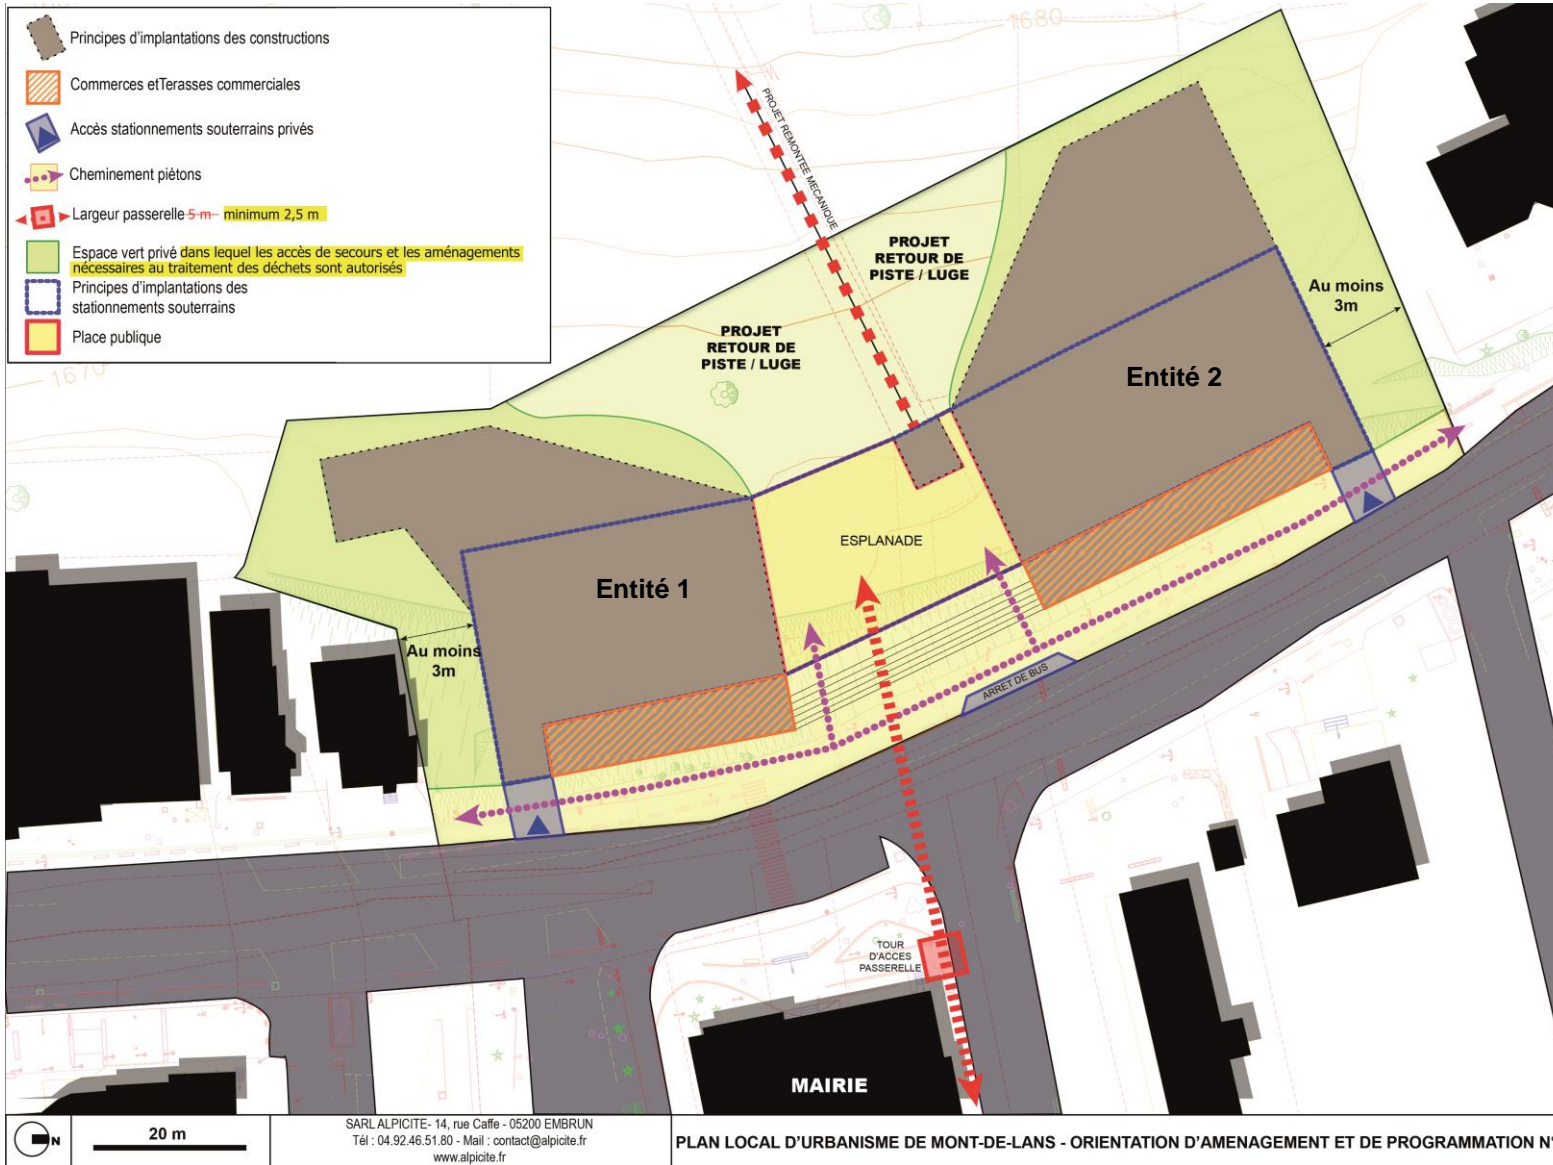 Principes d'implantations des constructions
Commerces etTerasses commerciales
Accès stationnements souterrains privés
Cheminement piétons
Largeur passerelle 5 m minimum 2,5 m
Espace vert privé dans lequel les accès de secours et les aménagements
nécessaires au traitement des déchets sont autorisés
Principes d'implantations des
stationnements souterrains
Place publique
1680
1670
PROJET REMONTEE MECANIQUE
PROJET
RETOUR DE
PISTE / LUGE
PROJET
RETOUR DE
PISTE / LUGE
Au moins
3m
Entité 2
ESPLANADE
Entité 1
Au moins
3m
ARRET DE BUS
TOUR
D'ACCES
PASSERELLE
MAIRIE
N
20 m
SARL ALPICITE- 14, rue Caffe - 05200 EMBRUN
Tél : 04.92.46.51.80 - Mail : contact@alpicite.fr
www.alpicite.fr
PLAN LOCAL D'URBANISME DE MONT-DE-LANS - ORIENTATION D'AMENAGEMENT ET DE PROGRAMMATION N°